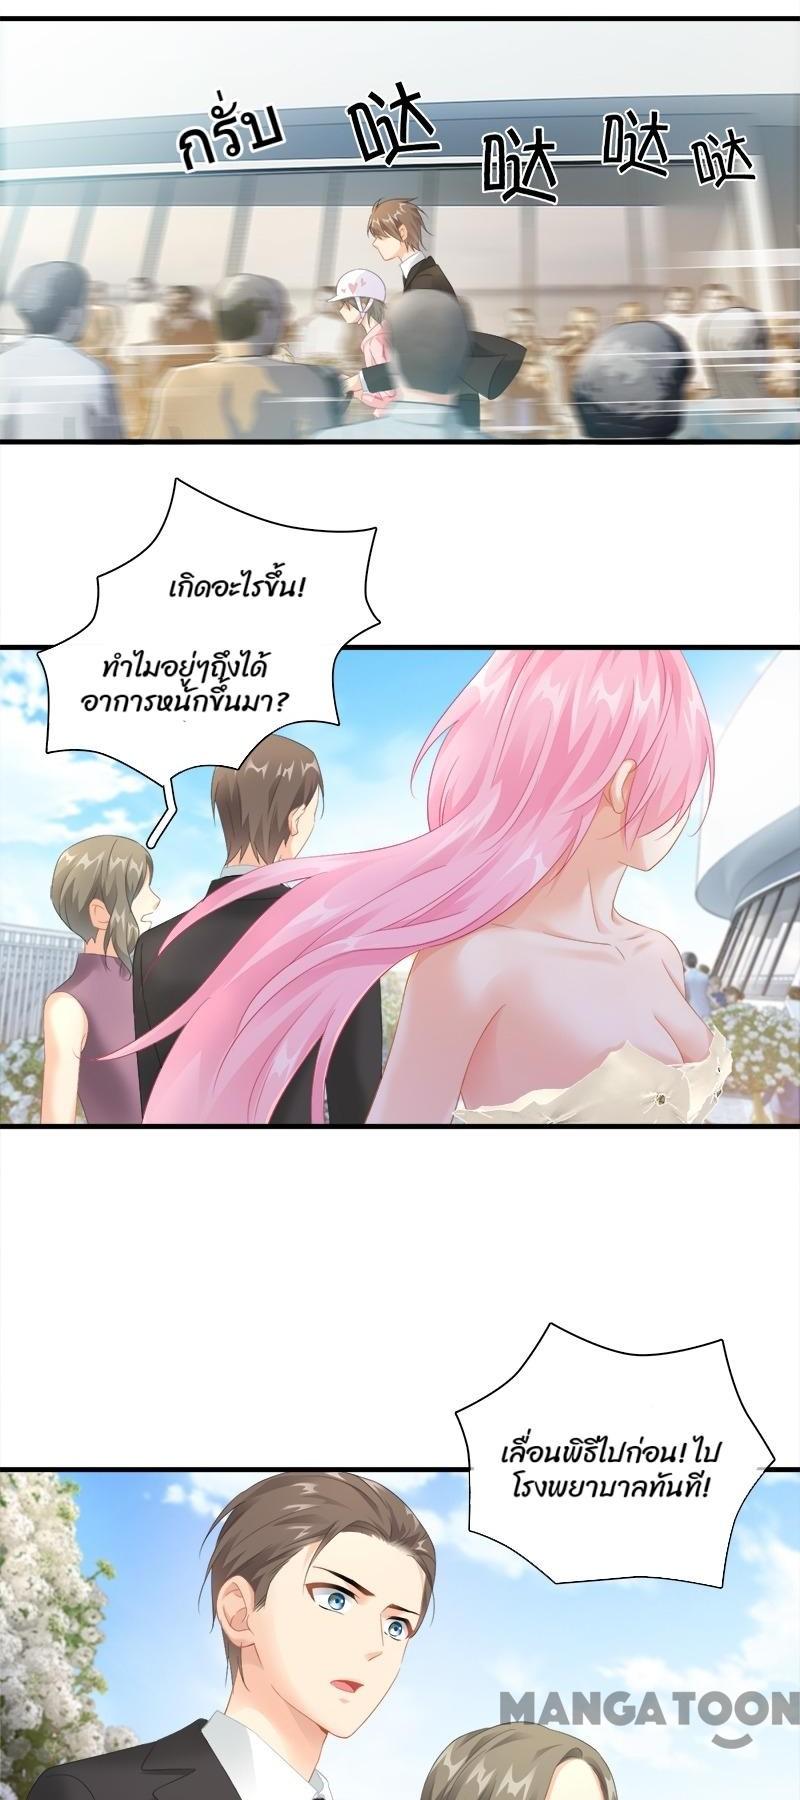 กรั่บ
哒 哒 哒 哒
เกิดอะไรขึ้น!
ทำไมอยู่ๆถึงได้
อาการหนักขึ้นมา?
เลื่อนพิธีไปก่อน! ไป
โรงพยาบาลทันที!
MANGATOON